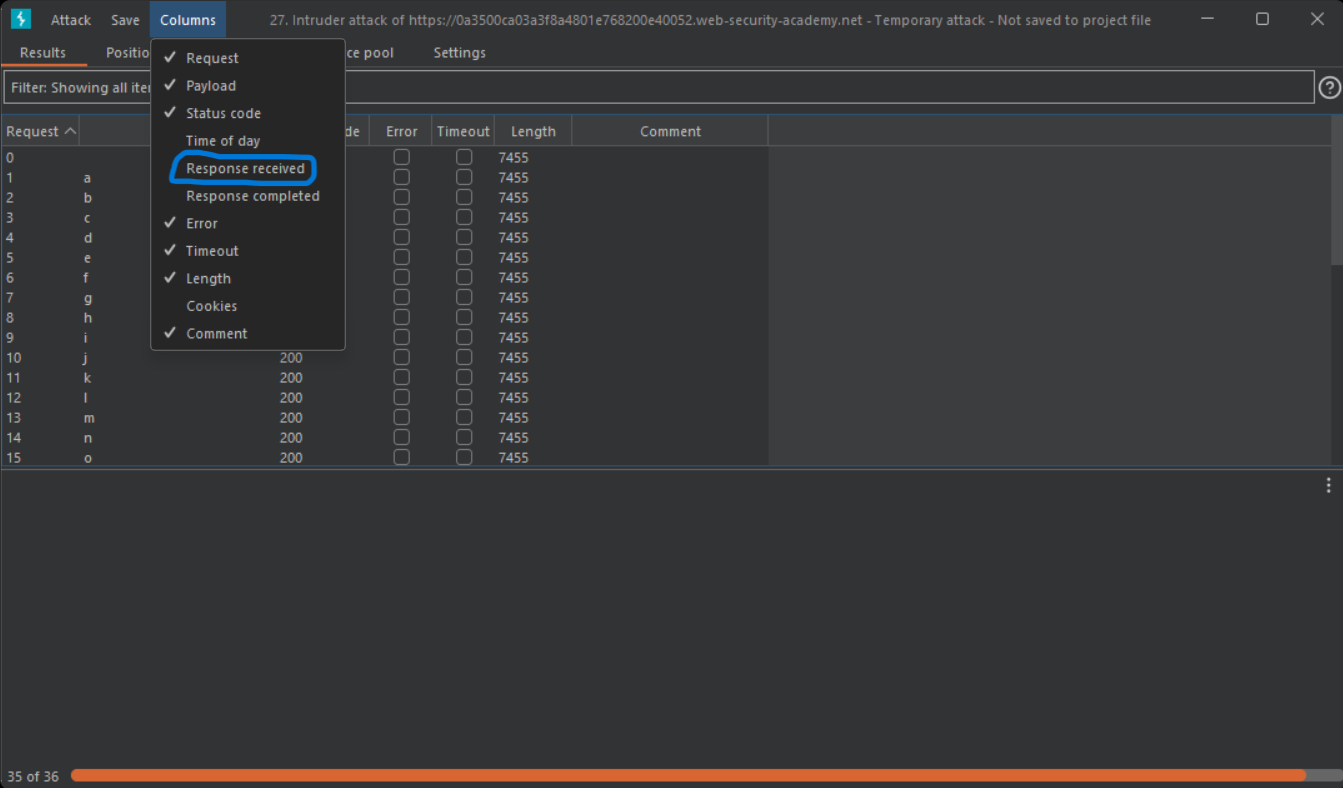 Attack Save Columns 27. Intruder attack of https://0a3500ca03a3f8a4801e768200e40052.web-security-academy.net - Temporary attack - Not saved to project file
Results Positio ce pool Settings
Filter: Showing all ite
Request
Payload
Status code
Time of day
Response received
Response completed
Error
Timeout
Length
Cookies
Comment
Request de Error Timeout Length Comment
0 7455
1 a 7455
2 b 7455
3 c 7455
4 d 7455
5 e 7455
6 f 7455
7 g 7455
8 h 7455
9 i 7455
10 j 200 7455
11 k 200 7455
12 l 200 7455
13 m 200 7455
14 n 200 7455
15 o 200 7455
35 of 36